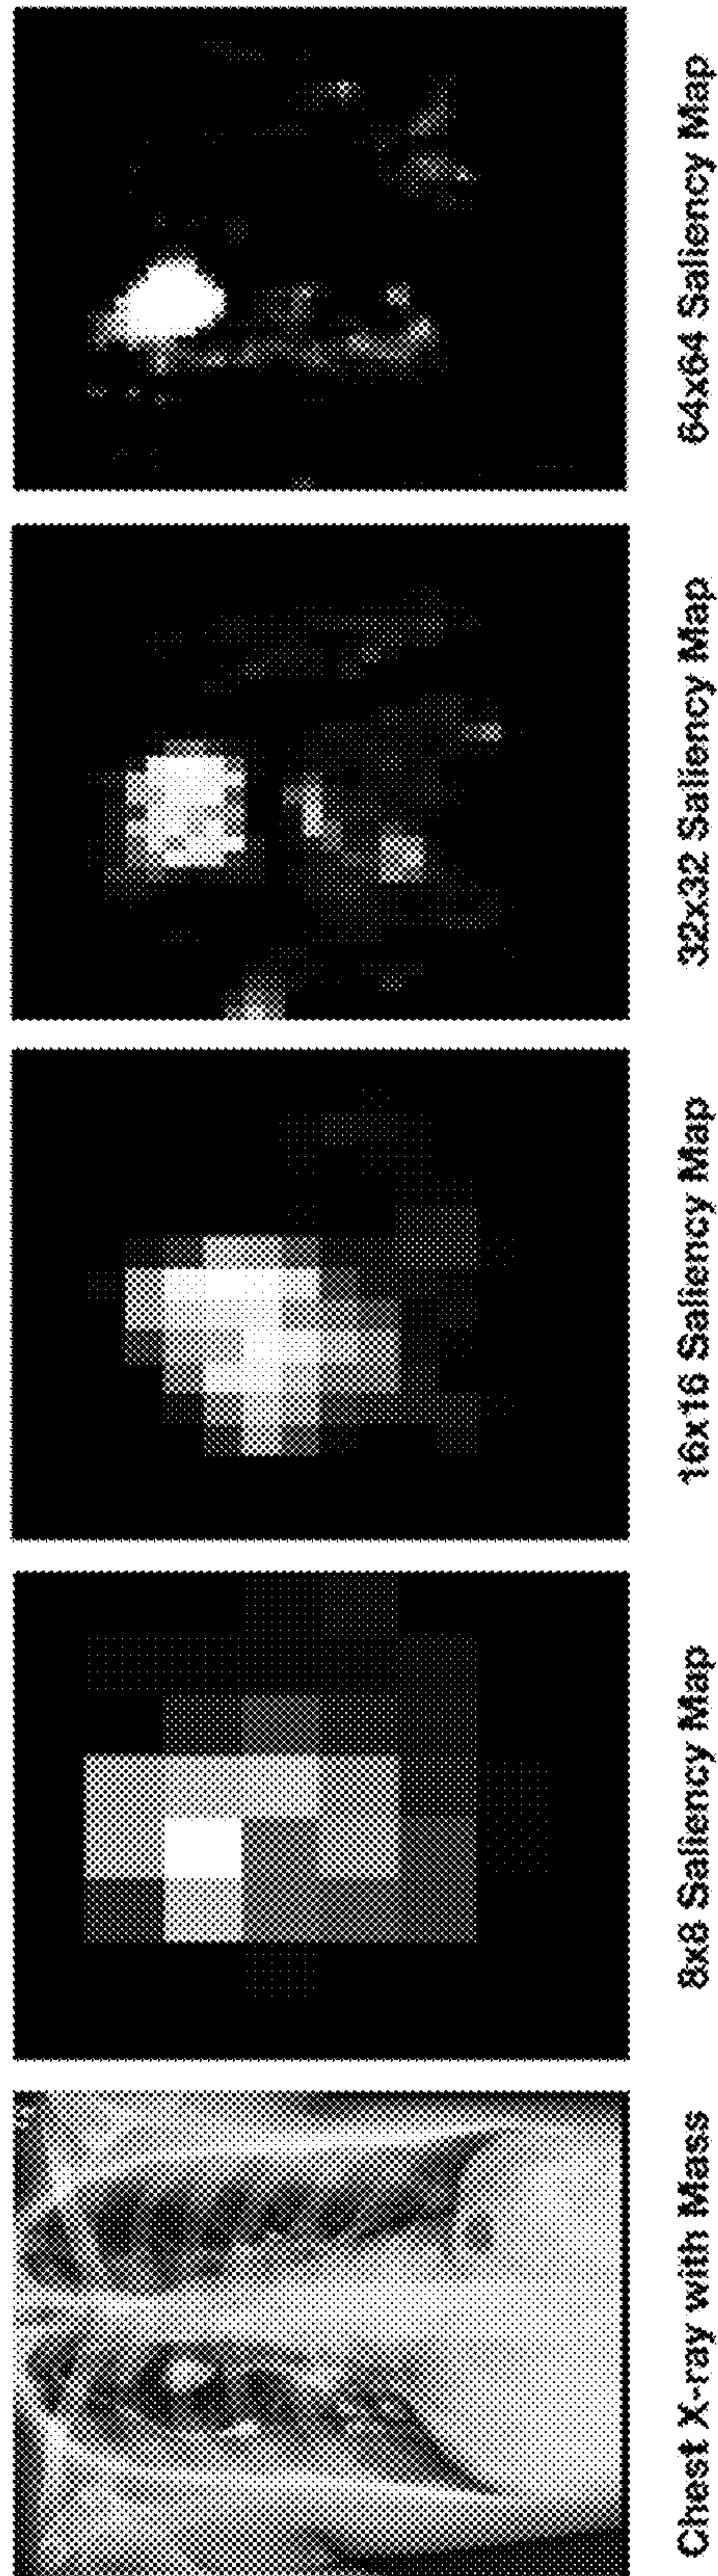 Chest X-ray with Mass
8x8 Saliency Map
16x16 Saliency Map
32x32 Saliency Map
64x64 Saliency Map